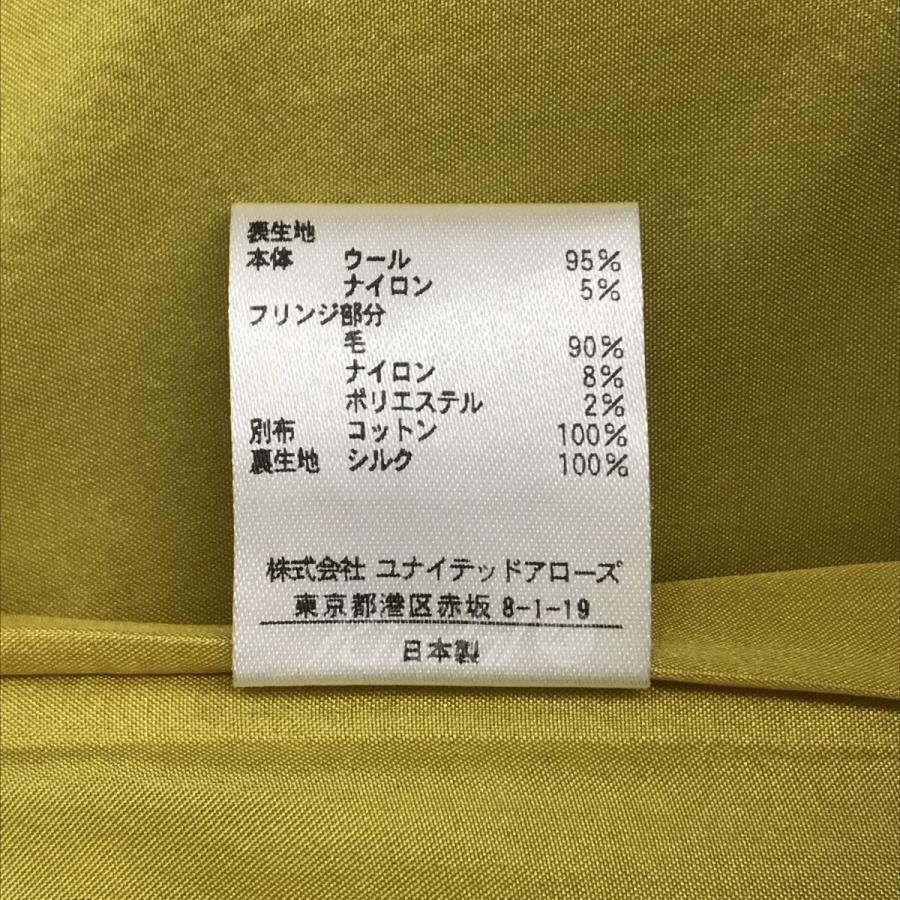 表生地
本体 ウール 95%
ナイロン 5%
フリンジ部分
毛 90%
ナイロン 8%
ポリエステル 2%
別布 コットン 100%
裏生地 シルク 100%
株式会社 ユナイテッドアローズ
東京都港区赤坂 8-1-19
日本製